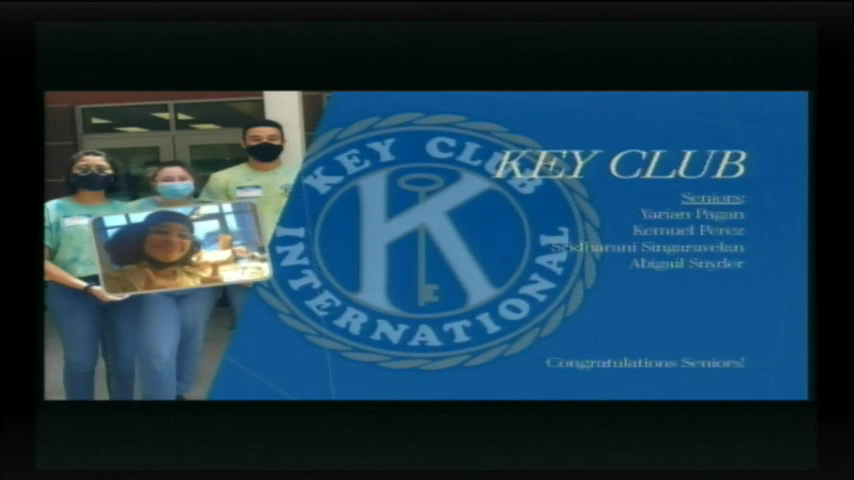 KEY CLUB
INTERNATIONAL
K
KEY CLUB
Seniors:
Yarian Pagan
Kemuel Perez
Singaravelan
Abigail Snyder
Congratulations Seniors!